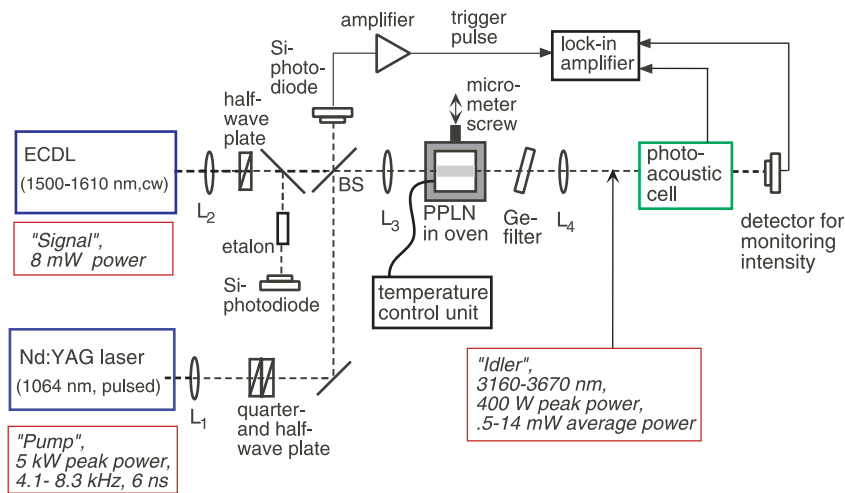 amplifier
trigger
pulse
lock-in
amplifier
Si-
photo-
diode
micro-
meter
screw
half-
wave
plate
ECDL
(1500-1610 nm,cw)
L2
BS
L3
PPLN
in oven
Ge-
filter
L4
photo-
acoustic
cell
detector for
monitoring
intensity
"Signal",
8 mW power
etalon
Si-
photodiode
temperature
control unit
Nd:YAG laser
(1064 nm, pulsed)
L1
quarter-
and half-
wave plate
"Idler",
3160-3670 nm,
400 W peak power,
.5-14 mW average power
"Pump",
5 kW peak power,
4.1- 8.3 kHz, 6 ns